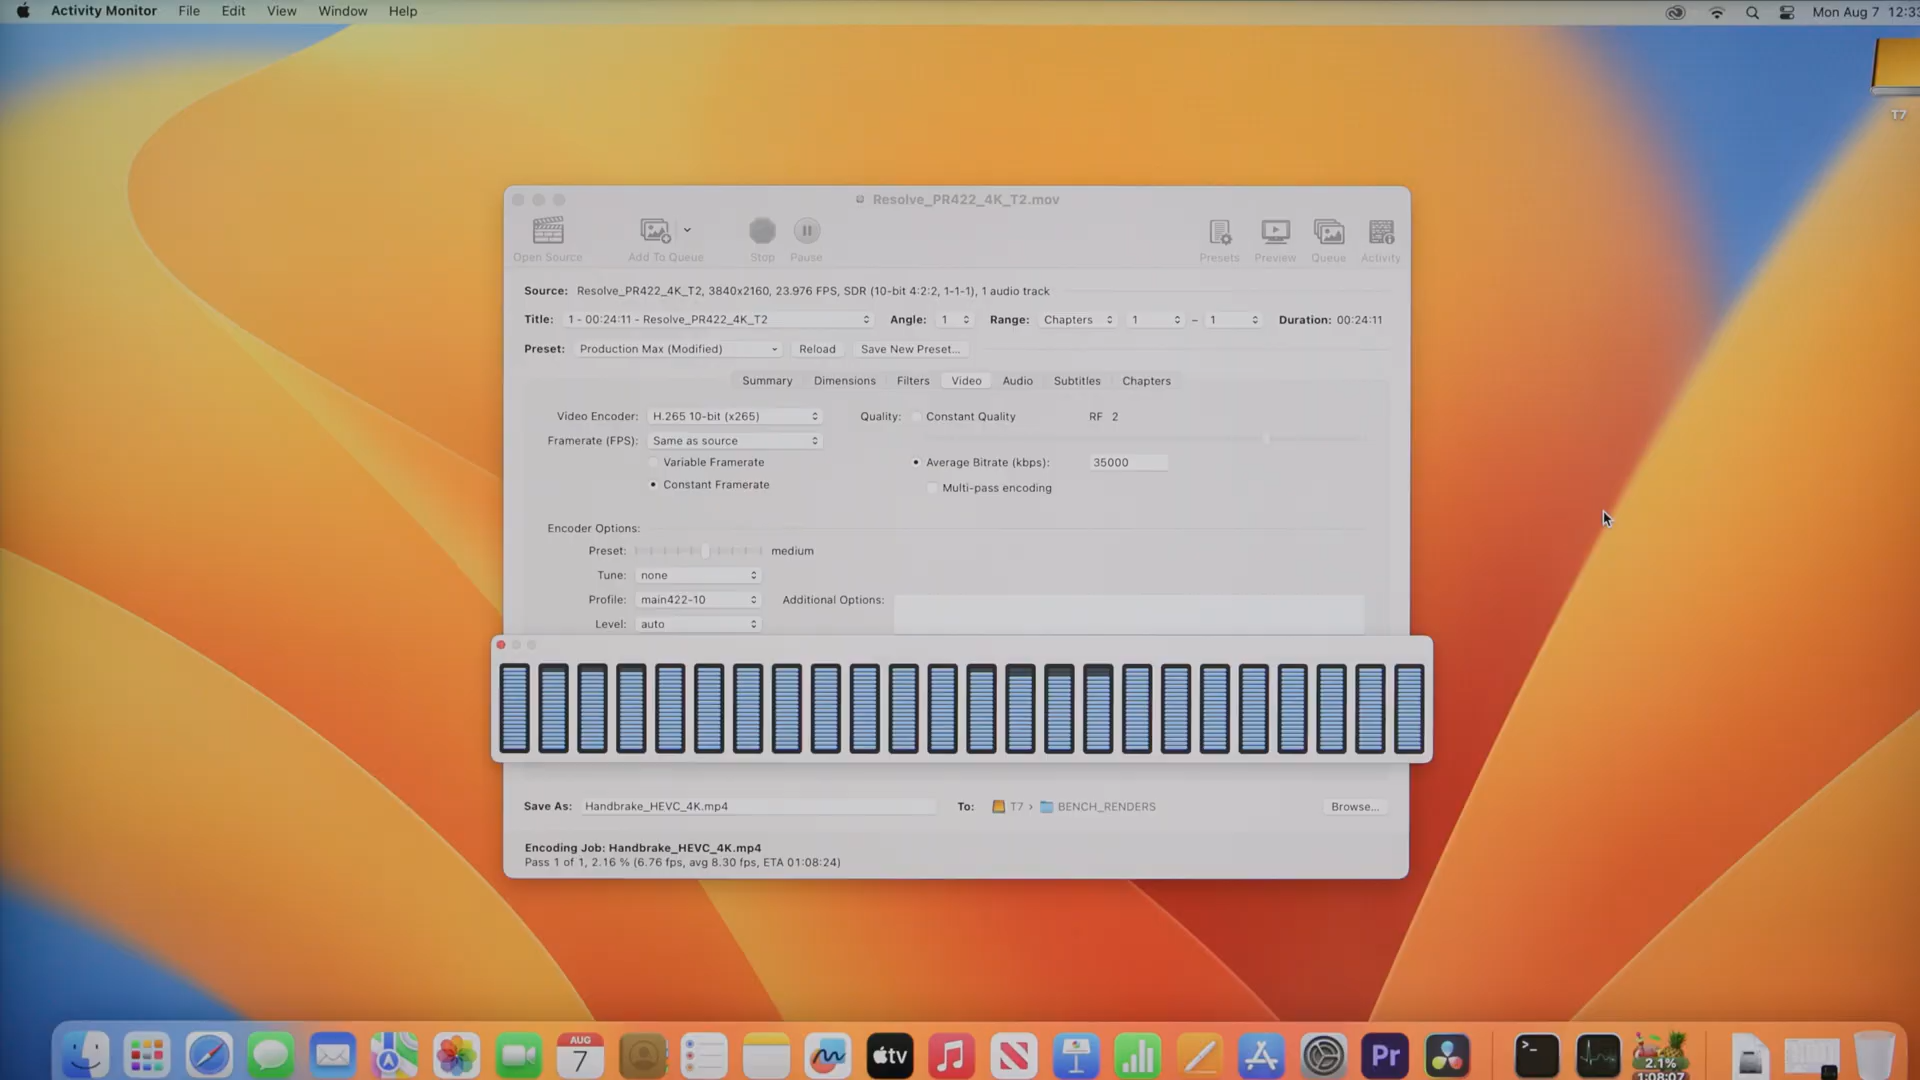 Activity Monitor File Edit View Window Help
Mon Aug 7 12:33
T7
Resolve_PR422_4K_T2.mov
Open Source Add To Queue Stop Pause Presets Preview Queue Activity
Source: Resolve_PR422_4K_T2, 3840x2160, 23.976 FPS, SDR (10-bit 4:2:2, 1-1-1), 1 audio track
Title: 1 - 00:24:11 - Resolve_PR422_4K_T2 Angle: 1 Range: Chapters 1 – 1 Duration: 00:24:11
Preset: Production Max (Modified) Reload Save New Preset...
Summary Dimensions Filters Video Audio Subtitles Chapters
Video Encoder: H.265 10-bit (x265) Quality: Constant Quality RF 2
Framerate (FPS): Same as source
Variable Framerate Average Bitrate (kbps): 35000
Constant Framerate Multi-pass encoding
Encoder Options:
Preset: medium
Tune: none
Profile: main422-10 Additional Options:
Level: auto
Save As: Handbrake_HEVC_4K.mp4 To: T7 › BENCH_RENDERS Browse...
Encoding Job: Handbrake_HEVC_4K.mp4
Pass 1 of 1, 2.16 % (6.76 fps, avg 8.30 fps, ETA 01:08:24)
AUG
7
tv
Pr
2.1%
1:08:07